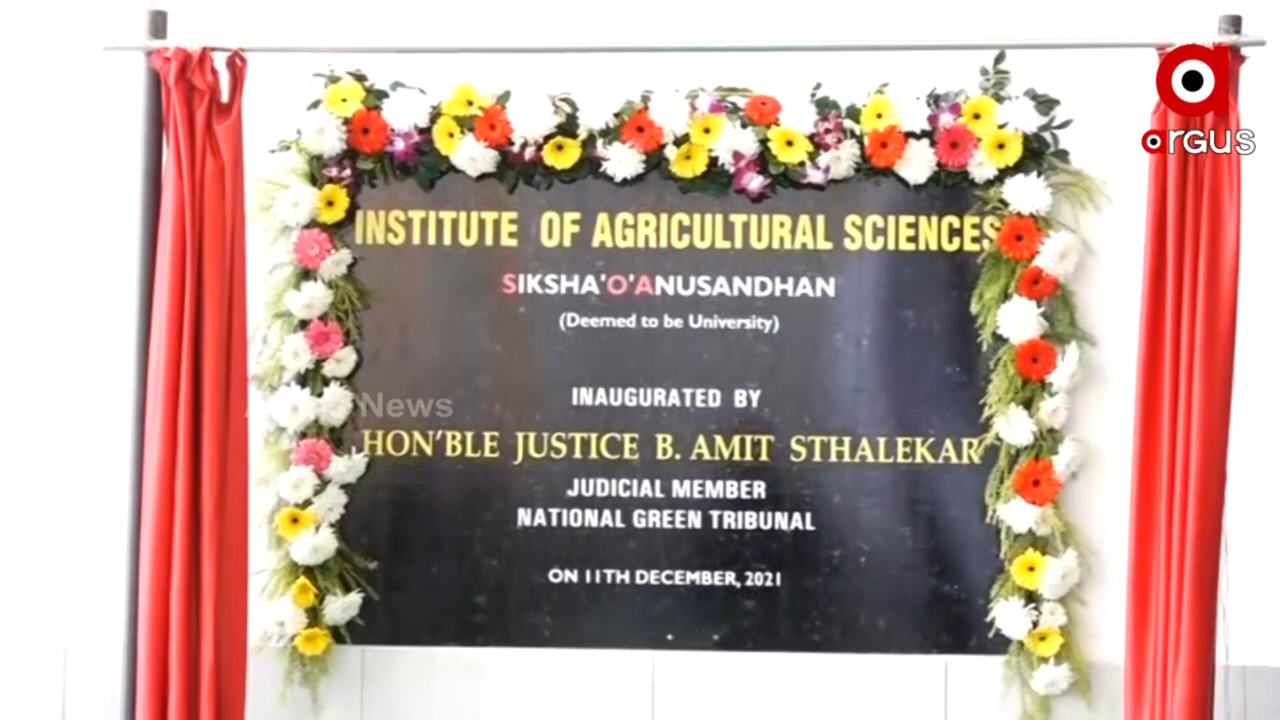 argus
INSTITUTE OF AGRICULTURAL SCIENCES
SIKSHA'O'ANUSANDHAN
(Deemed to be University)
INAUGURATED BY
News
HON'BLE JUSTICE B. AMIT STHALEKAR
JUDICIAL MEMBER
NATIONAL GREEN TRIBUNAL
ON 11TH DECEMBER, 2021